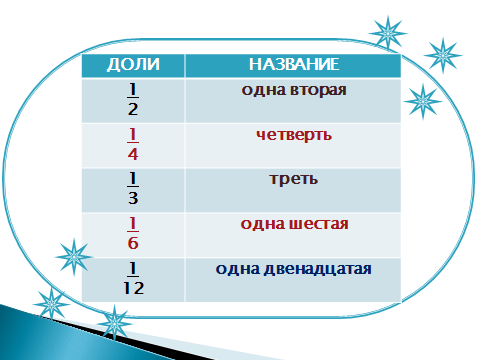 ДОЛИ НАЗВАНИЕ
1/2 одна вторая
1/4 четверть
1/3 треть
1/6 одна шестая
1/12 одна двенадцатая